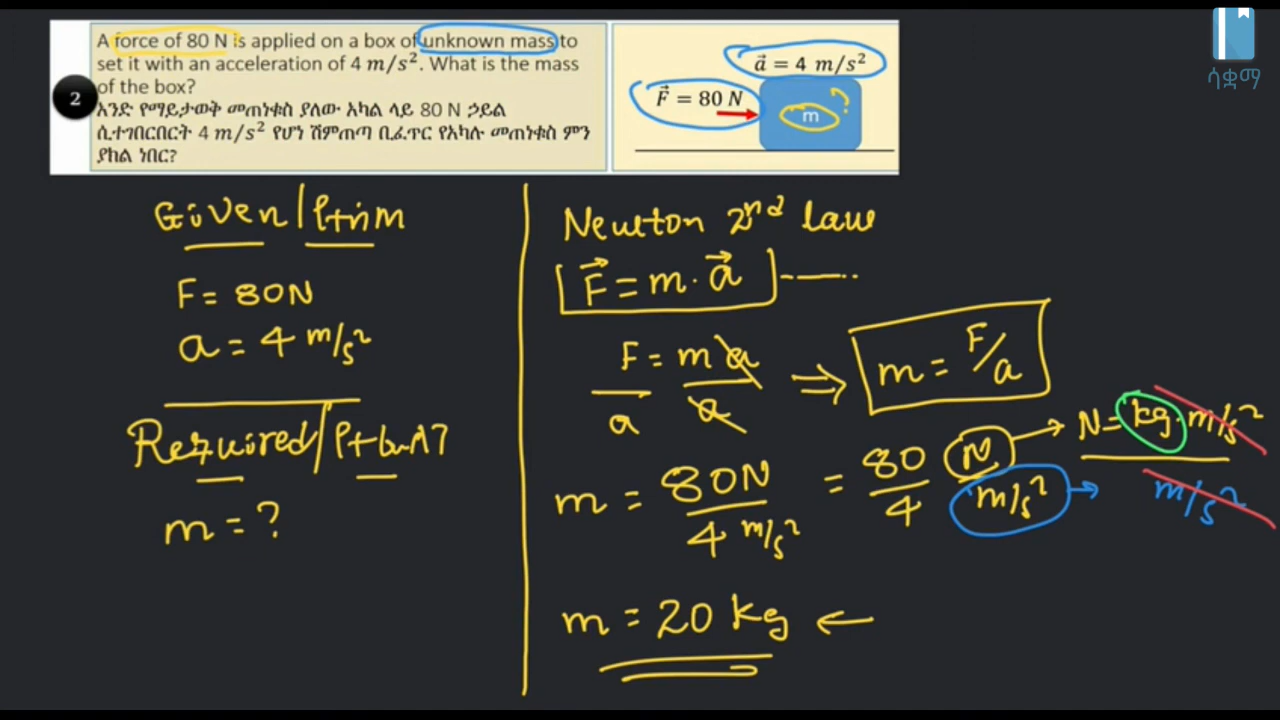 2
A force of 80 N is applied on a box of unknown mass to
set it with an acceleration of 4 m/s². What is the mass
of the box?
አንድ የማይታወቅ መጠነቁስ ያለው አካል ላይ 80 N ኃይል
ሲተገበርበርት 4 m/s² የሆነ ሽምጠጣ ቢፈጥር የአካሉ መጠነቁስ ምን
ያክል ነበር?
a⃗ = 4 m/s²
F⃗ = 80 N
m ?
ሳቋማ
Given/የተሰጠ
F = 80N
a = 4 m/s²
Required/የተፈለገ?
m = ?
Newton 2nd law
F⃗ = m · a⃗
F/a = m a/a ⇒ m = F/a
m = 80N/4 m/s² = 80/4 N/m/s² → N = kg · m/s² / m/s²
m = 20 kg ←